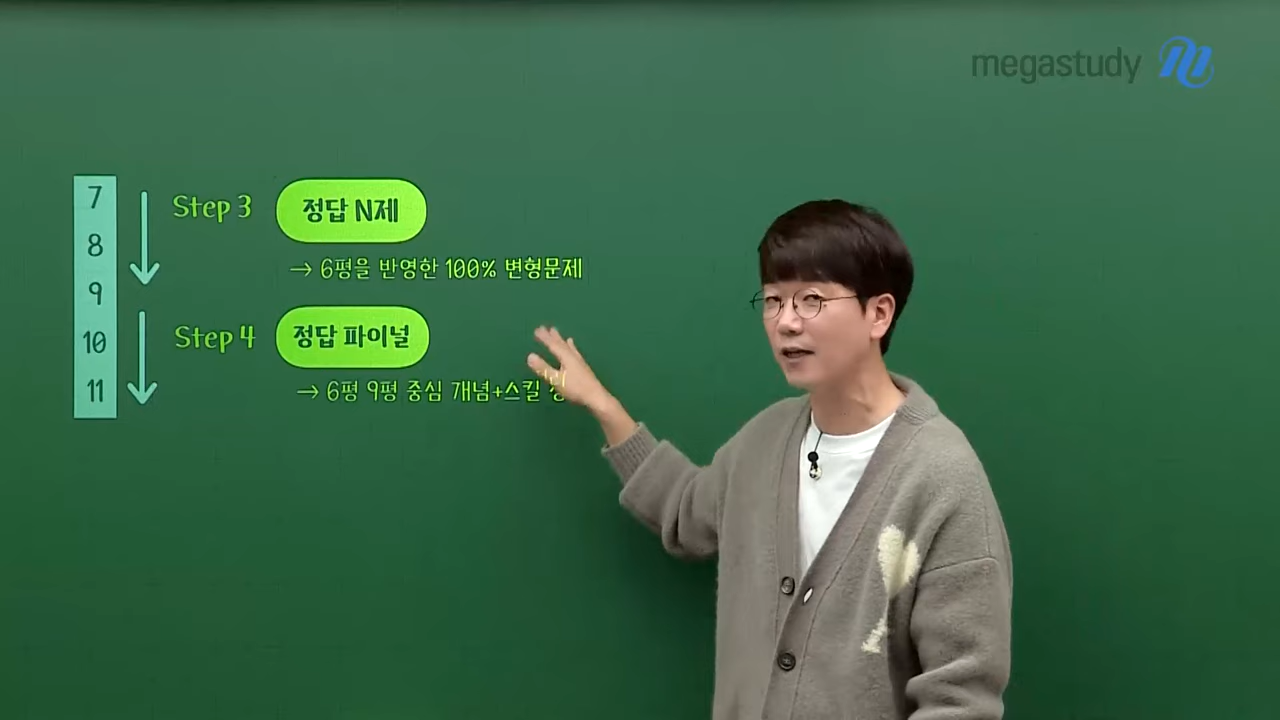 megastudy
7
8
9
10
11
Step 3 정답 N제
→ 6평을 반영한 100% 변형문제
Step 4 정답 파이널
→ 6평 9평 중심 개념+스킬